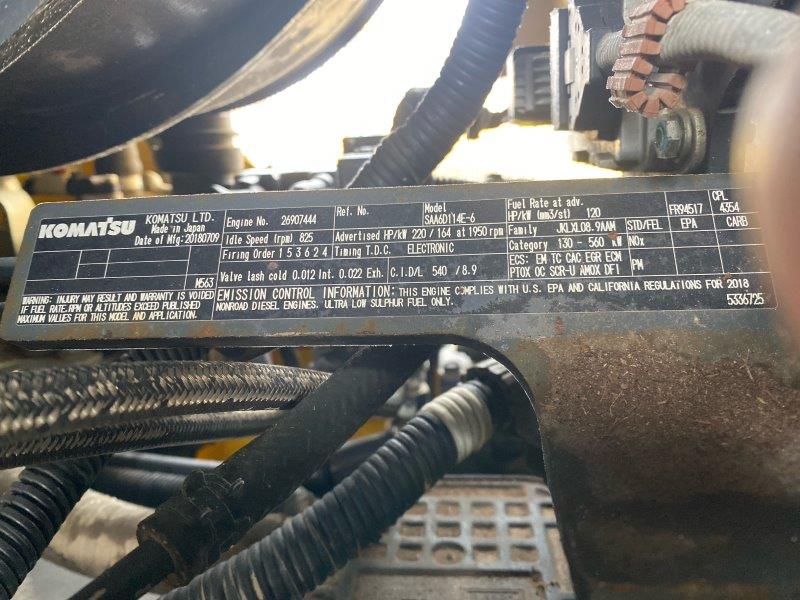 KOMATSU KOMATSU LTD.
Made in Japan
Date of Mfg. 20180709
M563
WARNING: INJURY MAY RESULT AND WARRANTY IS VOIDED
IF FUEL RATE.RPM OR ALTITUDES EXCEED PUBLISHED
MAXIMUM VALUES FOR THIS MODEL AND APPLICATION.
Engine No. 26907444
Ref. No.
Model
SAA6D114E-6
Fuel Rate at adv.
HP/kW (mm3/st) 120
FR94517
CPL
4354
Idle Speed (rpm) 825
Advertised HP/kW 220 / 164 at 1950 rpm
Family JKLXL08.9AAM
STD/FEL
EPA
CARB
Firing Order 1 5 3 6 2 4
Timing T.D.C. ELECTRONIC
Category 130 - 560 kW
NOx
Valve lash cold 0.012 Int. 0.022 Exh.
C.I.D/L 540 / 8.9
ECS: EM TC CAC EGR ECM
PTOX OC SCR-U AMOX DFI
PM
EMISSION CONTROL INFORMATION: THIS ENGINE COMPLIES WITH U.S. EPA AND CALIFORNIA REGULATIONS FOR 2018
NONROAD DIESEL ENGINES. ULTRA LOW SULPHUR FUEL ONLY.
5336725